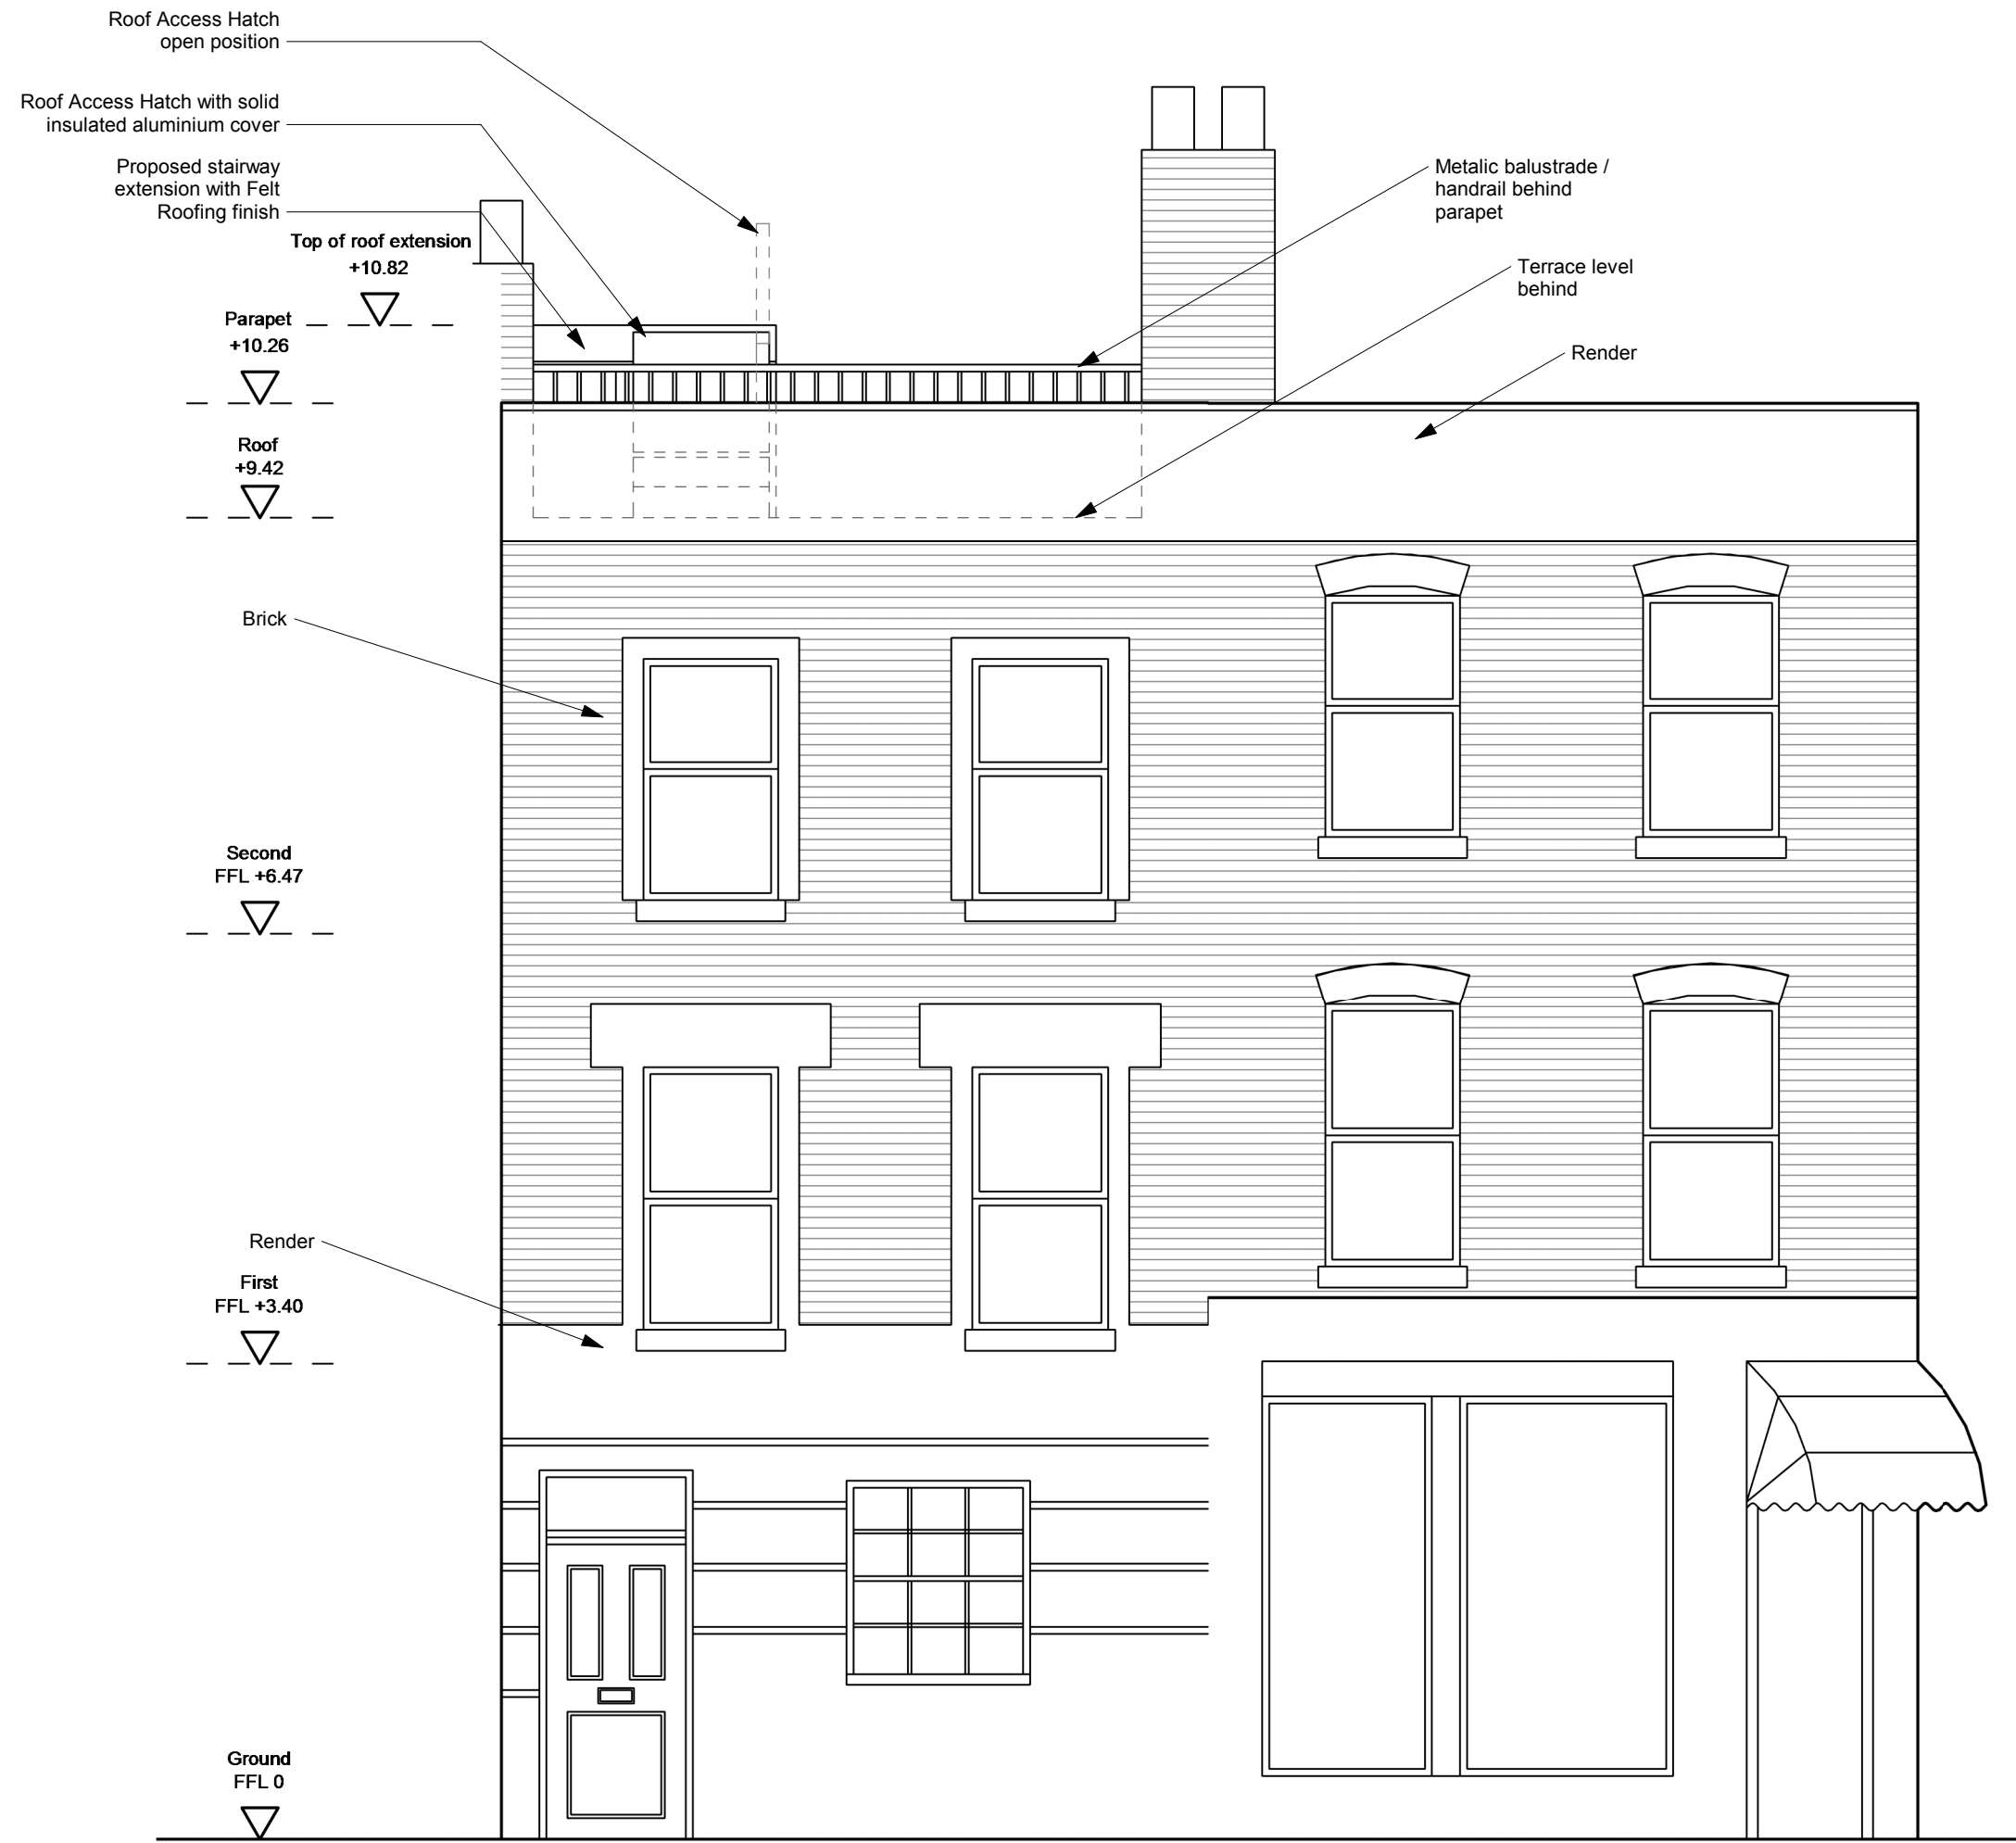 Roof Access Hatch
open position
Roof Access Hatch with solid
insulated aluminium cover
Proposed stairway
extension with Felt
Roofing finish
Metalic balustrade /
handrail behind
parapet
Top of roof extension
+10.82
Terrace level
behind
Parapet
+10.26
Render
Roof
+9.42
Brick
Second
FFL +6.47
Render
First
FFL +3.40
Ground
FFL 0